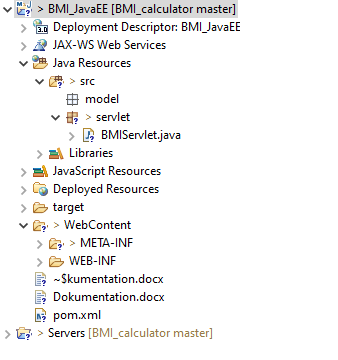 > BMI_JavaEE [BMI_calculator master]
Deployment Descriptor: BMI_JavaEE
JAX-WS Web Services
Java Resources
> src
model
> servlet
BMIServlet.java
Libraries
JavaScript Resources
Deployed Resources
target
> WebContent
> META-INF
WEB-INF
~$kumentation.docx
Dokumentation.docx
pom.xml
> Servers [BMI_calculator master]